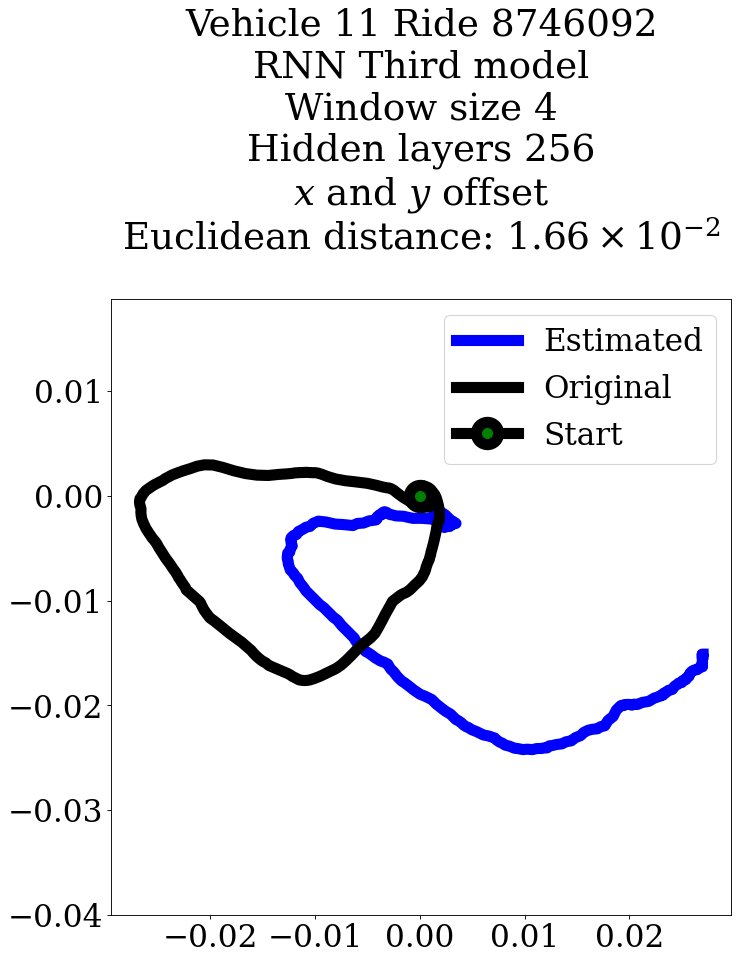 Vehicle 11 Ride 8746092
RNN Third model
Window size 4
Hidden layers 256
x and y offset
Euclidean distance: 1.66 × 10⁻²
Estimated
Original
Start
0.01
0.00
−0.01
−0.02
−0.03
−0.04
−0.02 −0.01 0.00 0.01 0.02